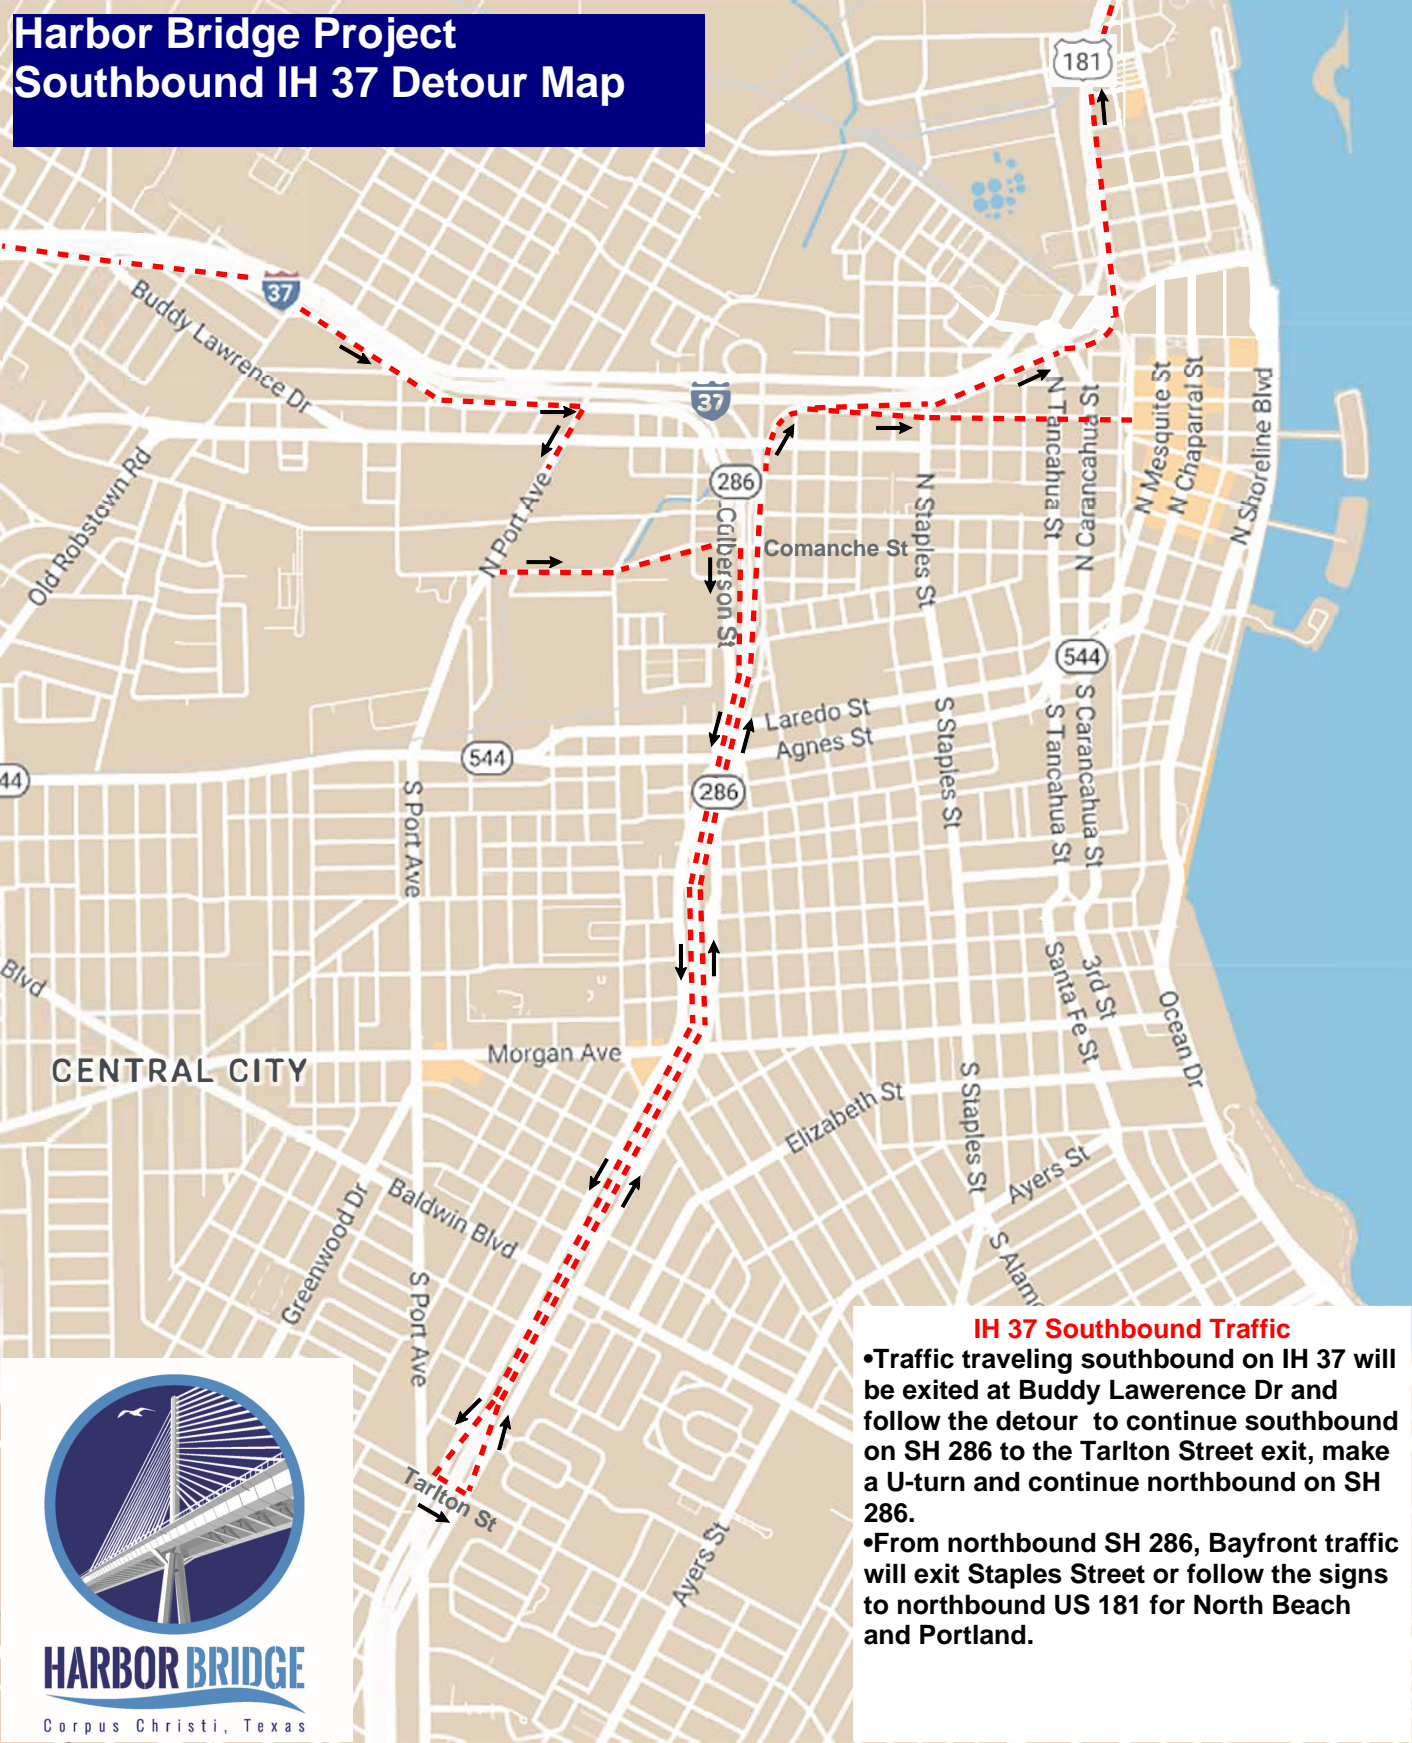 Harbor Bridge Project
Southbound IH 37 Detour Map
181
37
Buddy Lawrence Dr
37
N Tancahua St
N Carancahua St
N Mesquite St
N Chaparral St
N Shoreline Blvd
Old Robstown Rd
N Port Ave
286
Culberson St
Comanche St
N Staples St
544
Laredo St
Agnes St
S Staples St
S Tancahua St
S Carancahua St
544
44
286
S Port Ave
Blvd
Santa Fe St
3rd St
Ocean Dr
CENTRAL CITY
Morgan Ave
Elizabeth St
S Staples St
Ayers St
Baldwin Blvd
Greenwood Dr
S Alam
S Port Ave
Tarlton St
Ayers St
IH 37 Southbound Traffic
•Traffic traveling southbound on IH 37 will
be exited at Buddy Lawerence Dr and
follow the detour to continue southbound
on SH 286 to the Tarlton Street exit, make
a U-turn and continue northbound on SH
286.
•From northbound SH 286, Bayfront traffic
will exit Staples Street or follow the signs
to northbound US 181 for North Beach
and Portland.
HARBOR BRIDGE
Corpus Christi, Texas